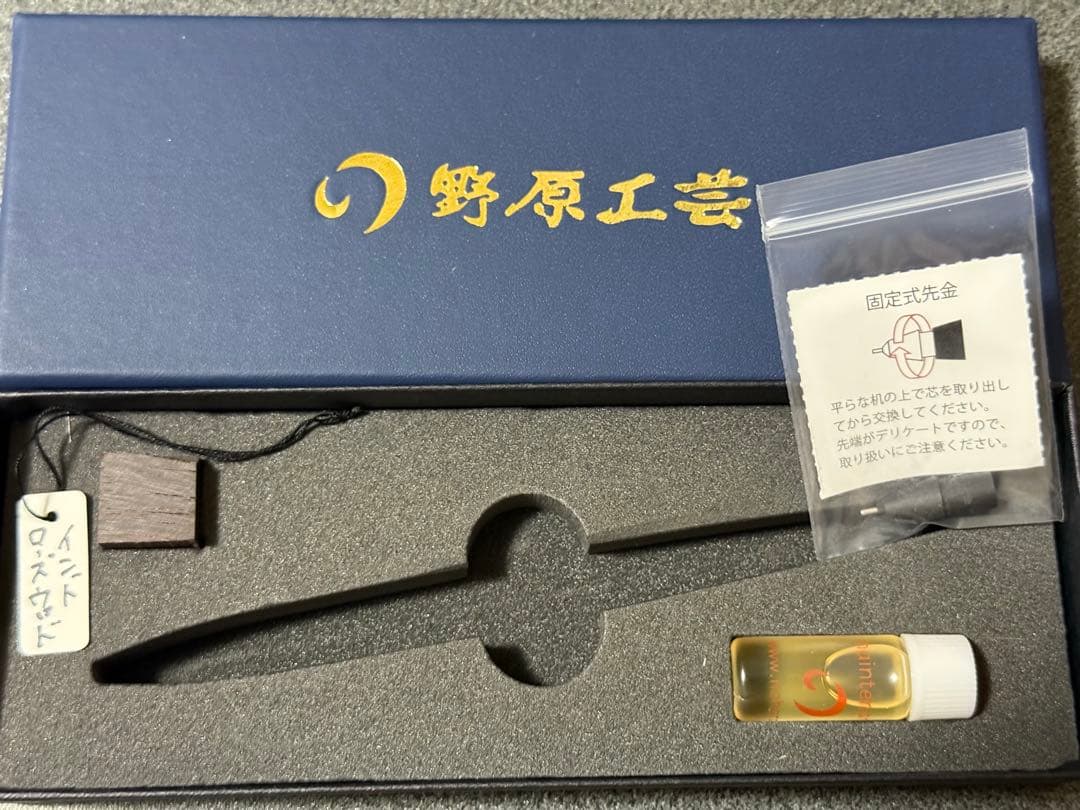 野原工芸
固定式先金
平らな机の上で芯を取り出し
てから交換してください。
先端がデリケートですので、
取り扱いにご注意ください。
インド
ローズウッド